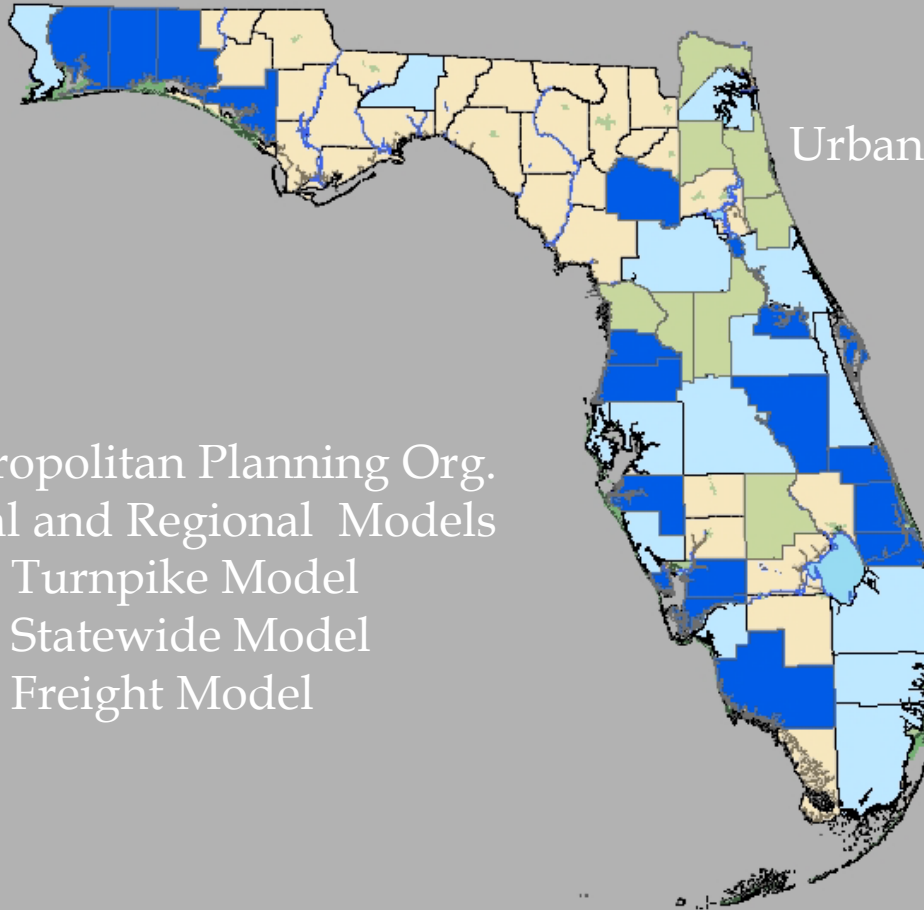 Urban
ropolitan Planning Org.
l and Regional  Models
Turnpike Model
Statewide Model
Freight Model